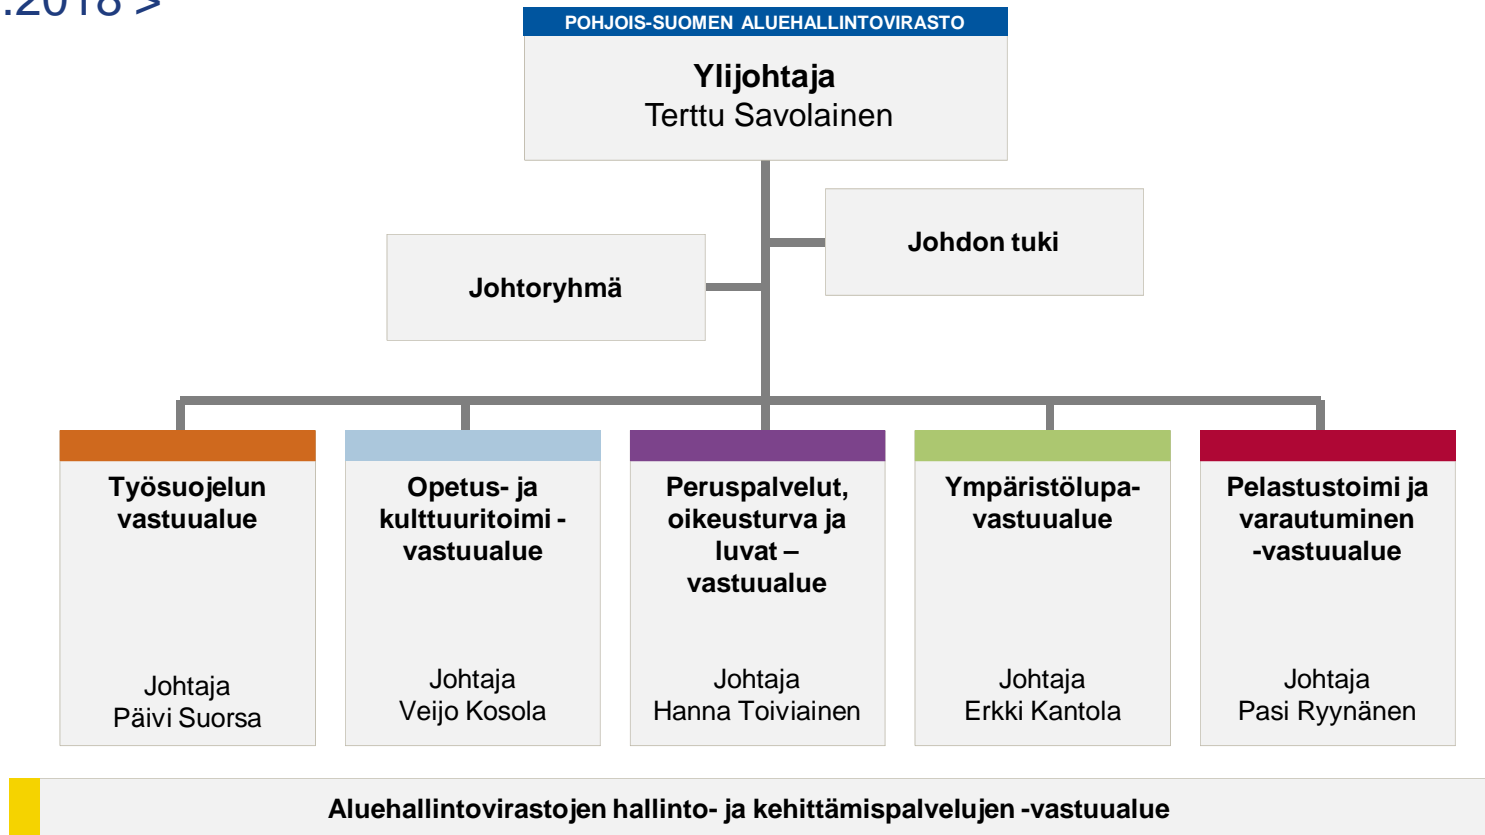 .2018 >
POHJOIS-SUOMEN ALUEHALLINTOVIRASTO
Ylijohtaja
Terttu Savolainen
Johdon tuki
Johtoryhmä
Työsuojelun
vastuualue
Johtaja
Päivi Suorsa
Opetus- ja
kulttuuritoimi -
vastuualue
Johtaja
Veijo Kosola
Peruspalvelut,
oikeusturva ja
luvat –
vastuualue
Johtaja
Hanna Toiviainen
Ympäristölupa-
vastuualue
Johtaja
Erkki Kantola
Pelastustoimi ja
varautuminen
-vastuualue
Johtaja
Pasi Ryynänen
Aluehallintovirastojen hallinto- ja kehittämispalvelujen -vastuualue